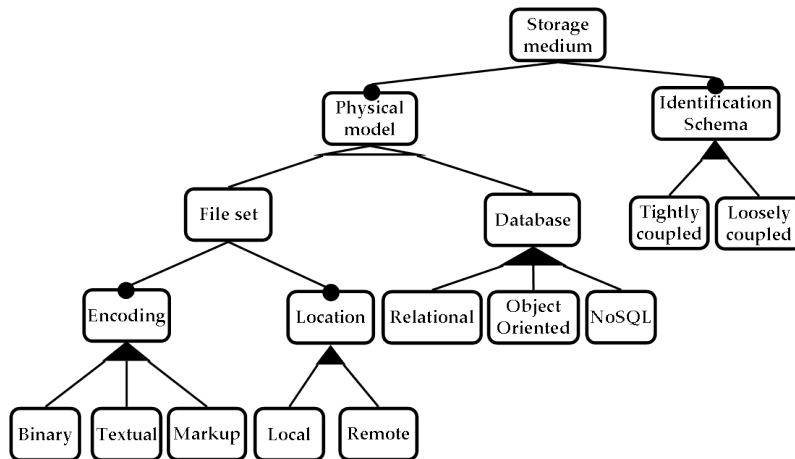 Storage
medium
Physical
model
Identification
Schema
File set
Database
Tightly
coupled
Loosely
coupled
Encoding
Location
Relational
Object
Oriented
NoSQL
Binary
Textual
Markup
Local
Remote